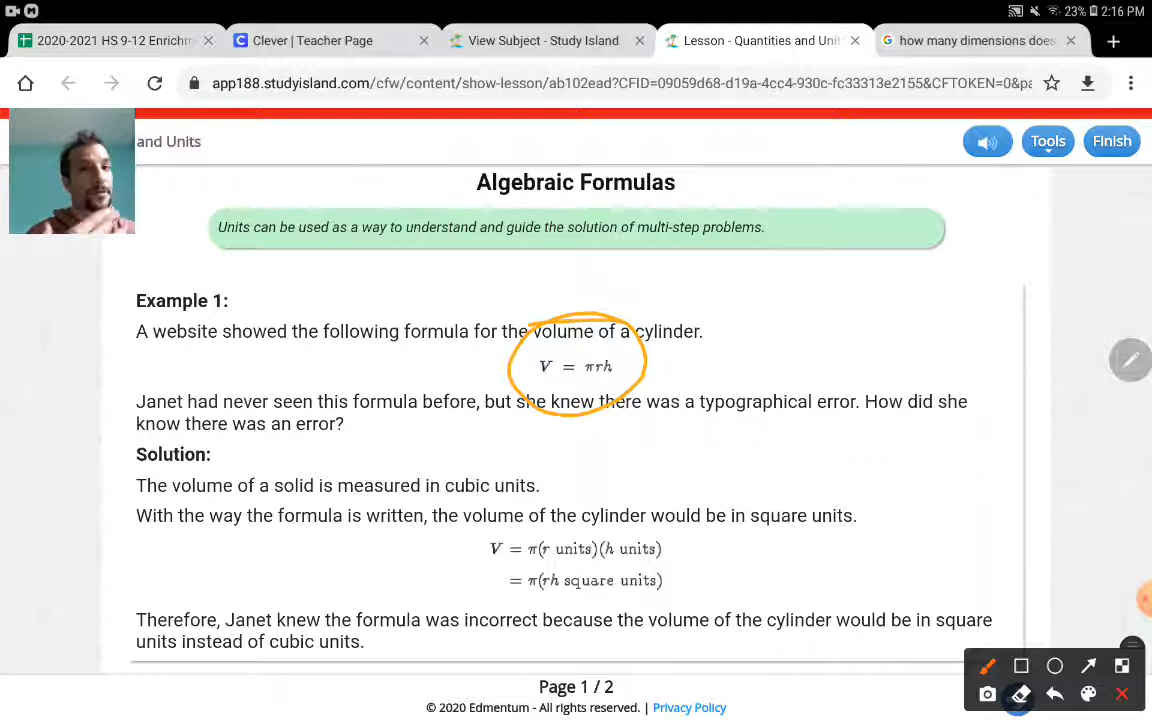 23% 2:16 PM
2020-2021 HS 9-12 Enrichm
Clever | Teacher Page
View Subject - Study Island
Lesson - Quantities and Unit
how many dimensions does
app188.studyisland.com/cfw/content/show-lesson/ab102ead?CFID=09059d68-d19a-4cc4-930c-fc33313e2155&CFTOKEN=0&pa
and Units
Tools
Finish
Algebraic Formulas
Units can be used as a way to understand and guide the solution of multi-step problems.
Example 1:
A website showed the following formula for the volume of a cylinder.
V = πrh
Janet had never seen this formula before, but she knew there was a typographical error. How did she
know there was an error?
Solution:
The volume of a solid is measured in cubic units.
With the way the formula is written, the volume of the cylinder would be in square units.
V = π(r units)(h units)
= π(rh square units)
Therefore, Janet knew the formula was incorrect because the volume of the cylinder would be in square
units instead of cubic units.
Page 1 / 2
© 2020 Edmentum - All rights reserved. | Privacy Policy